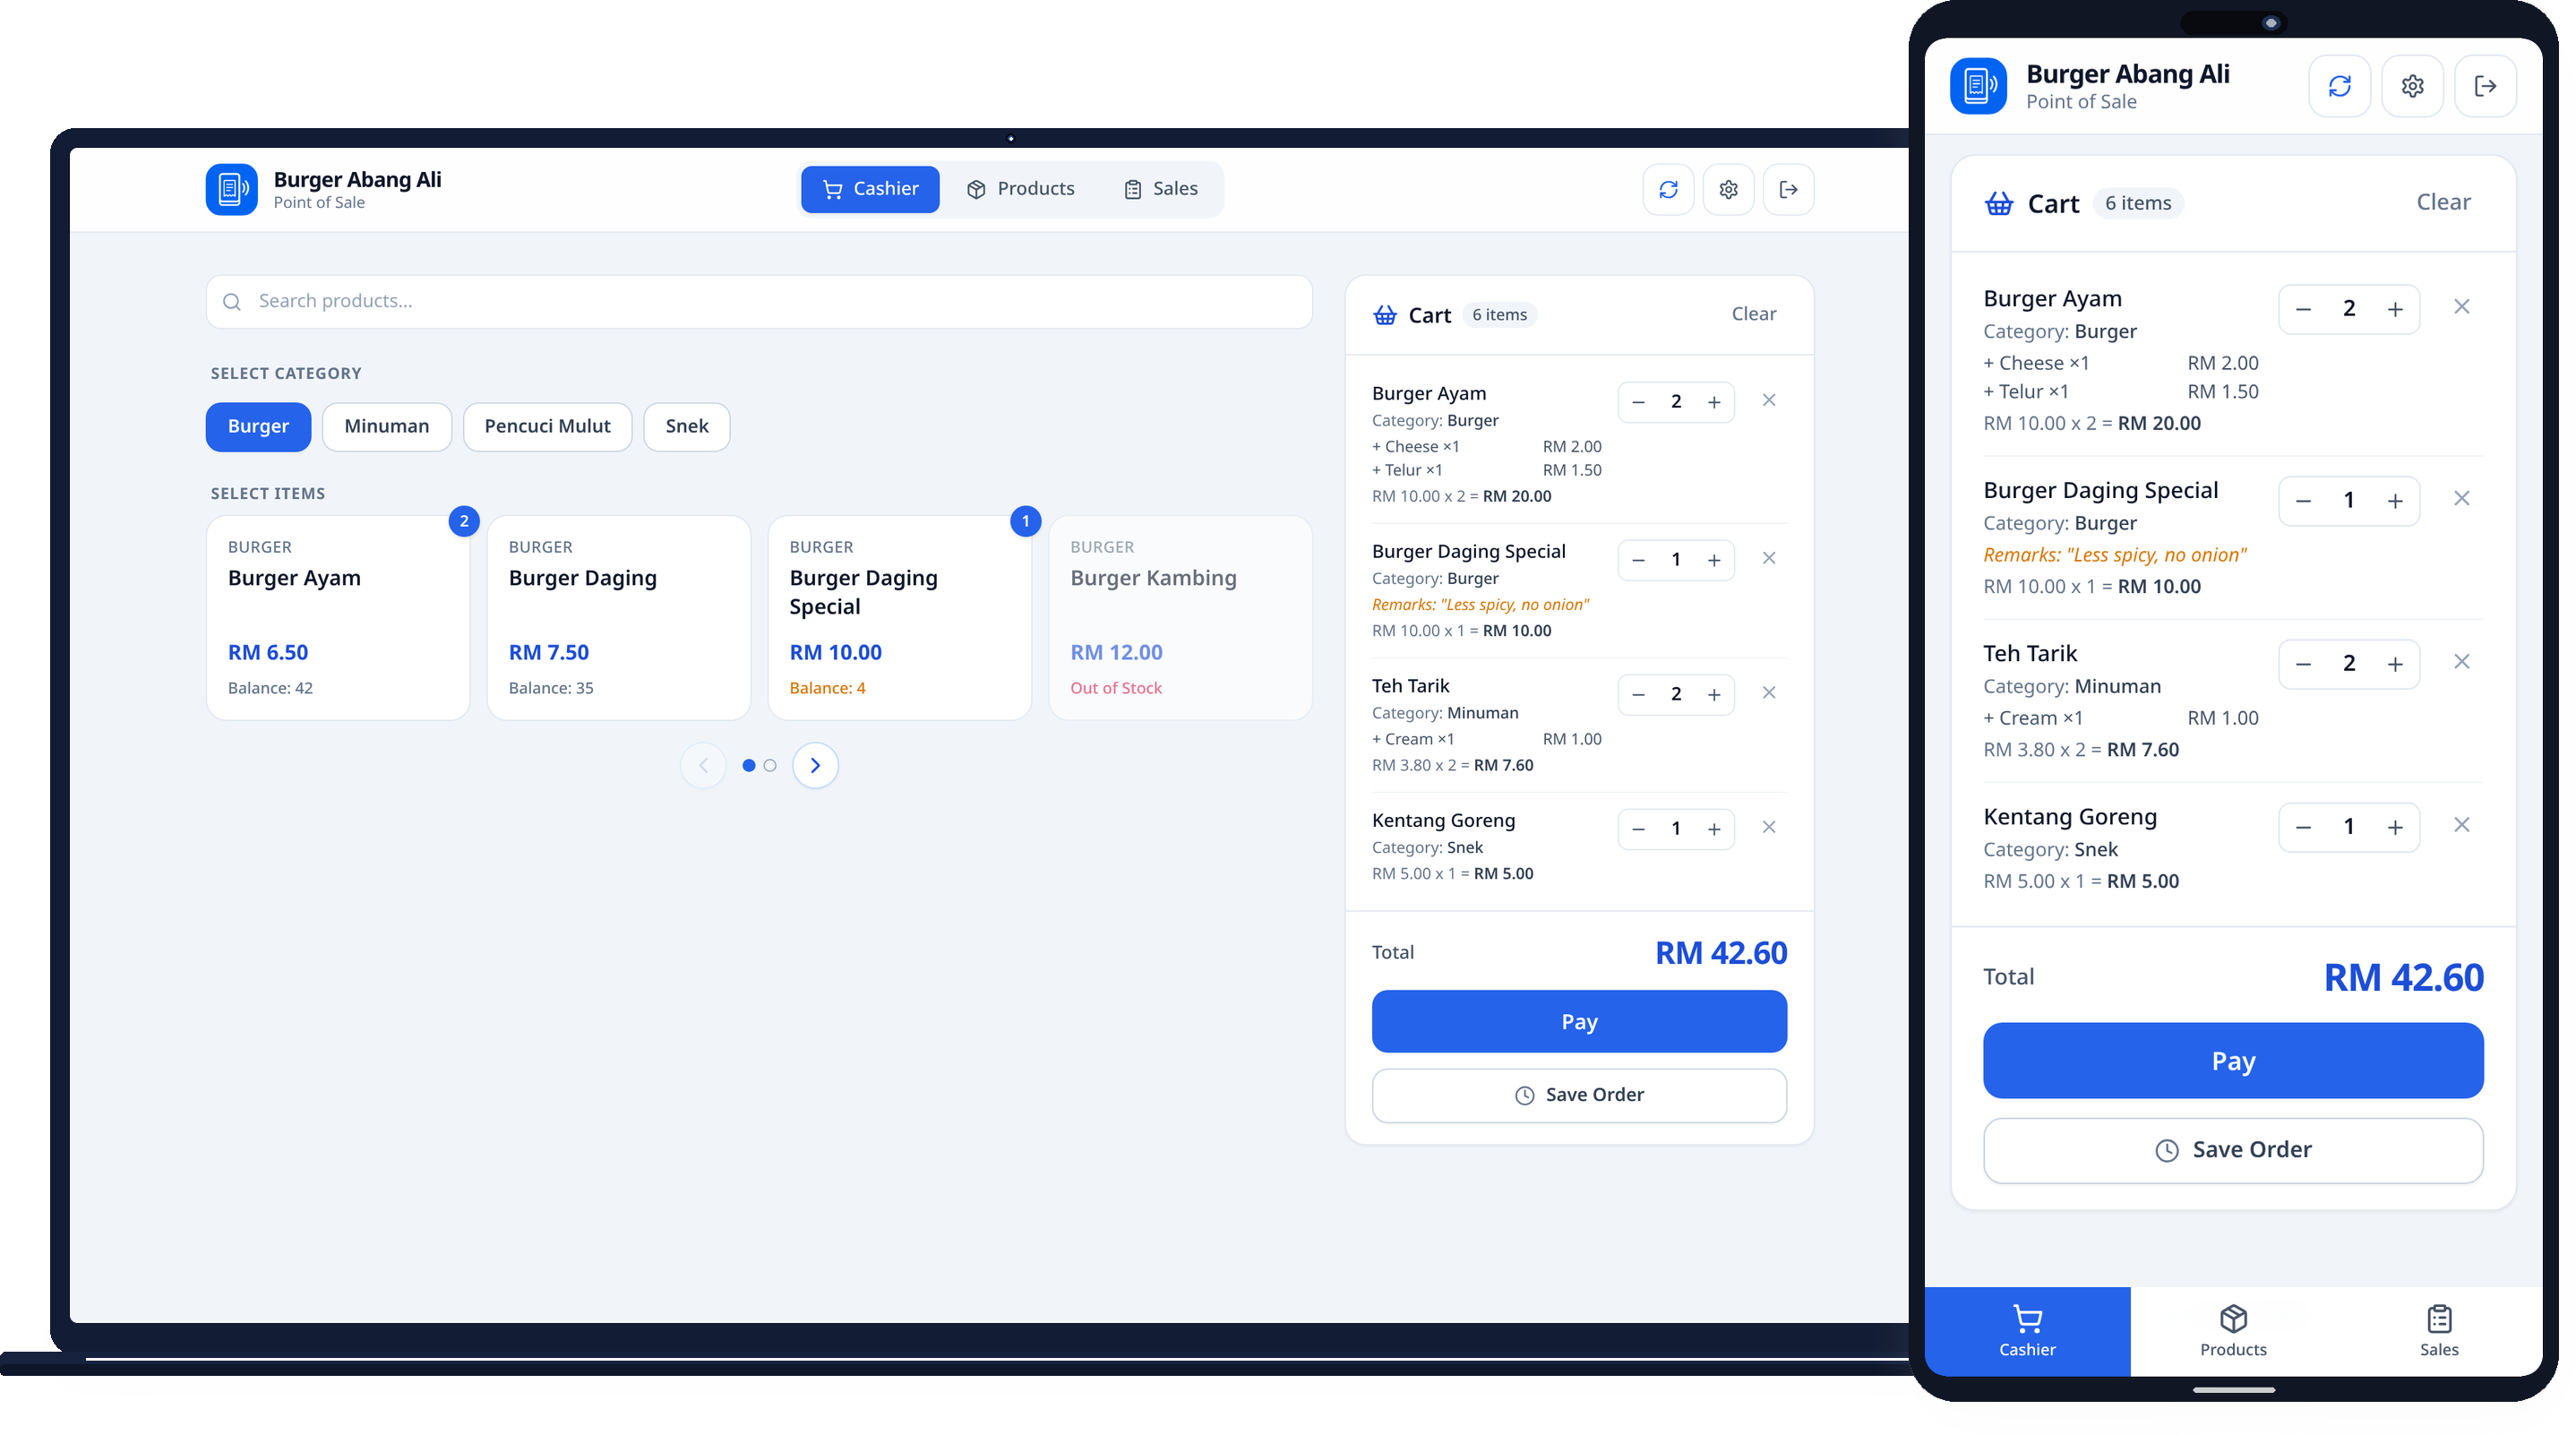 Burger Abang Ali
Point of Sale
Cashier
Products
Sales
Search products...
SELECT CATEGORY
Burger
Minuman
Pencuci Mulut
Snek
SELECT ITEMS
2
BURGER
Burger Ayam
RM 6.50
Balance: 42
BURGER
Burger Daging
RM 7.50
Balance: 35
1
BURGER
Burger Daging
Special
RM 10.00
Balance: 4
BURGER
Burger Kambing
RM 12.00
Out of Stock
Cart 6 items Clear
Burger Ayam − 2 + ×
Category: Burger
+ Cheese ×1 RM 2.00
+ Telur ×1 RM 1.50
RM 10.00 x 2 = RM 20.00
Burger Daging Special − 1 + ×
Category: Burger
Remarks: "Less spicy, no onion"
RM 10.00 x 1 = RM 10.00
Teh Tarik − 2 + ×
Category: Minuman
+ Cream ×1 RM 1.00
RM 3.80 x 2 = RM 7.60
Kentang Goreng − 1 + ×
Category: Snek
RM 5.00 x 1 = RM 5.00
Total RM 42.60
Pay
Save Order
Burger Abang Ali
Point of Sale
Cart 6 items Clear
Burger Ayam − 2 + ×
Category: Burger
+ Cheese ×1 RM 2.00
+ Telur ×1 RM 1.50
RM 10.00 x 2 = RM 20.00
Burger Daging Special − 1 + ×
Category: Burger
Remarks: "Less spicy, no onion"
RM 10.00 x 1 = RM 10.00
Teh Tarik − 2 + ×
Category: Minuman
+ Cream ×1 RM 1.00
RM 3.80 x 2 = RM 7.60
Kentang Goreng − 1 + ×
Category: Snek
RM 5.00 x 1 = RM 5.00
Total RM 42.60
Pay
Save Order
Cashier
Products
Sales